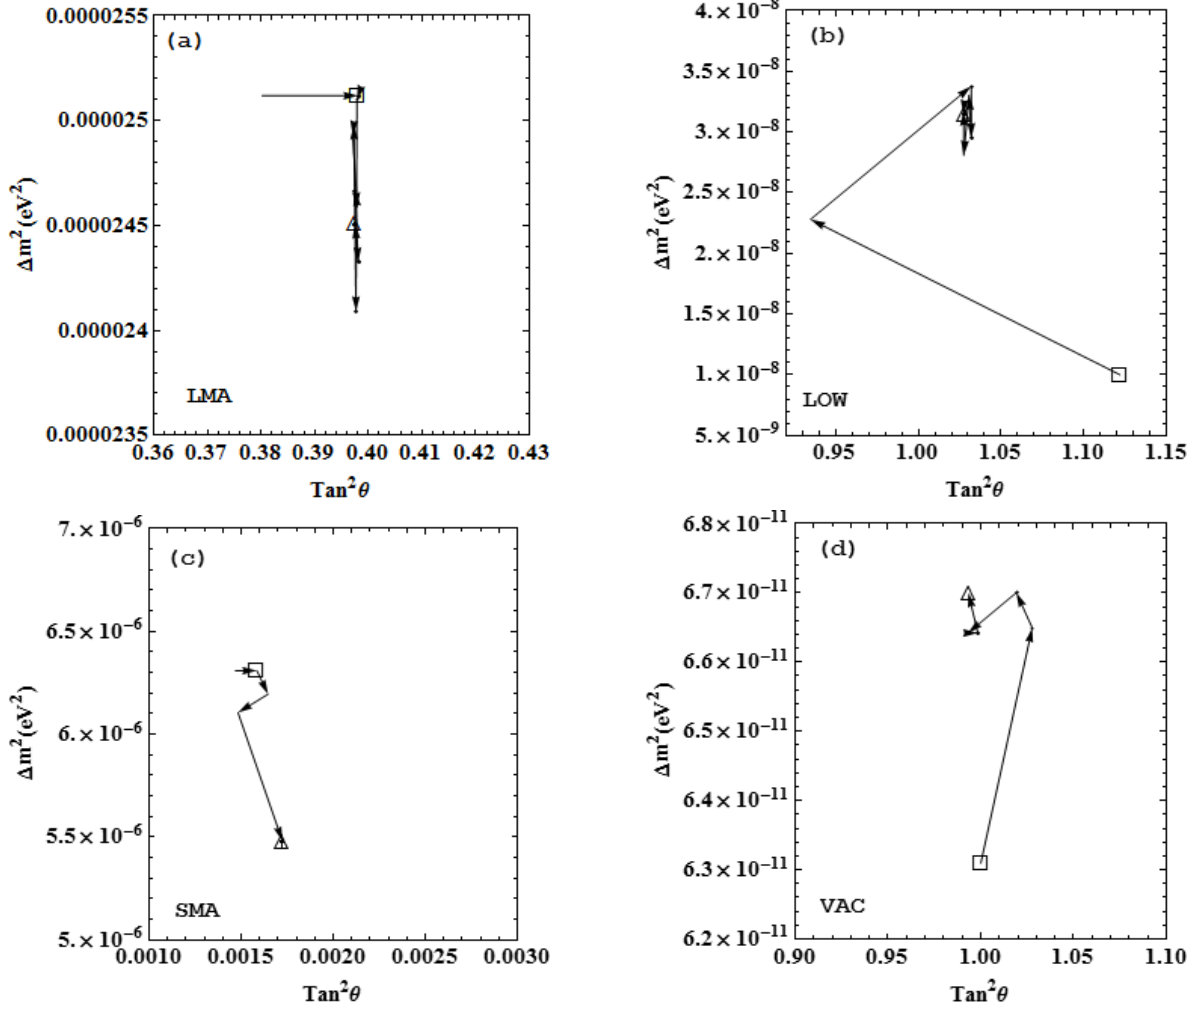 (a)
0.0000255
0.000025
0.0000245
0.000024
0.0000235
Δm²(eV²)
LMA
0.36 0.37 0.38 0.39 0.40 0.41 0.42 0.43
Tan²θ
(b)
4.×10⁻⁸
3.5×10⁻⁸
3.×10⁻⁸
2.5×10⁻⁸
2.×10⁻⁸
1.5×10⁻⁸
1.×10⁻⁸
5.×10⁻⁹
Δm²(eV²)
LOW
0.95 1.00 1.05 1.10 1.15
Tan²θ
(c)
7.×10⁻⁶
6.5×10⁻⁶
6.×10⁻⁶
5.5×10⁻⁶
5.×10⁻⁶
Δm²(eV²)
SMA
0.0010 0.0015 0.0020 0.0025 0.0030
Tan²θ
(d)
6.8×10⁻¹¹
6.7×10⁻¹¹
6.6×10⁻¹¹
6.5×10⁻¹¹
6.4×10⁻¹¹
6.3×10⁻¹¹
6.2×10⁻¹¹
Δm²(eV²)
VAC
0.90 0.95 1.00 1.05 1.10
Tan²θ